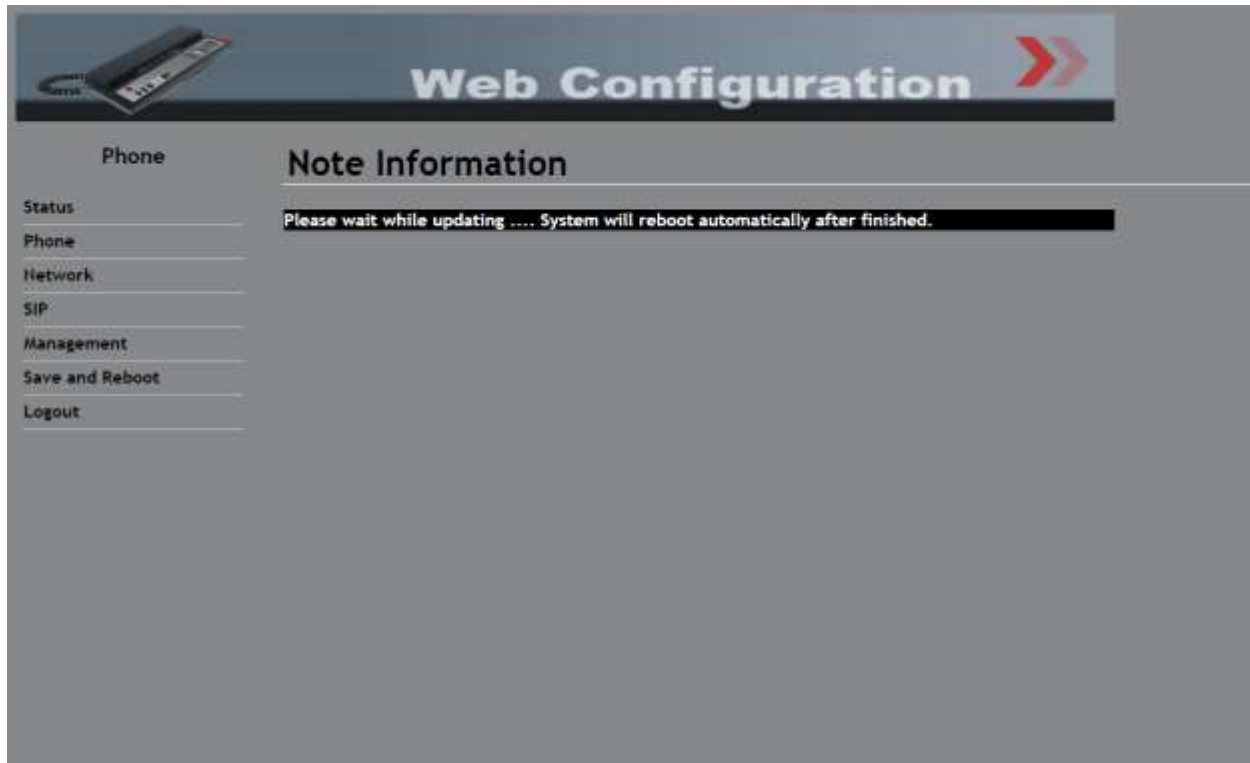 Web Configuration
Phone
Note Information
Status
Please wait while updating .... System will reboot automatically after finished.
Phone
Network
SIP
Management
Save and Reboot
Logout